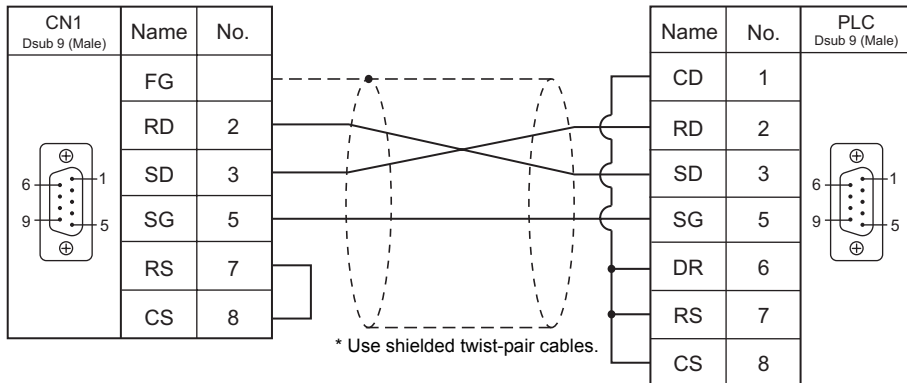 CN1
Dsub 9 (Male)
Name No.
FG
RD 2
SD 3
SG 5
RS 7
CS 8
6 1
9 5
* Use shielded twist-pair cables.
Name No.
PLC
Dsub 9 (Male)
CD 1
RD 2
SD 3
SG 5
DR 6
RS 7
CS 8
6 1
9 5